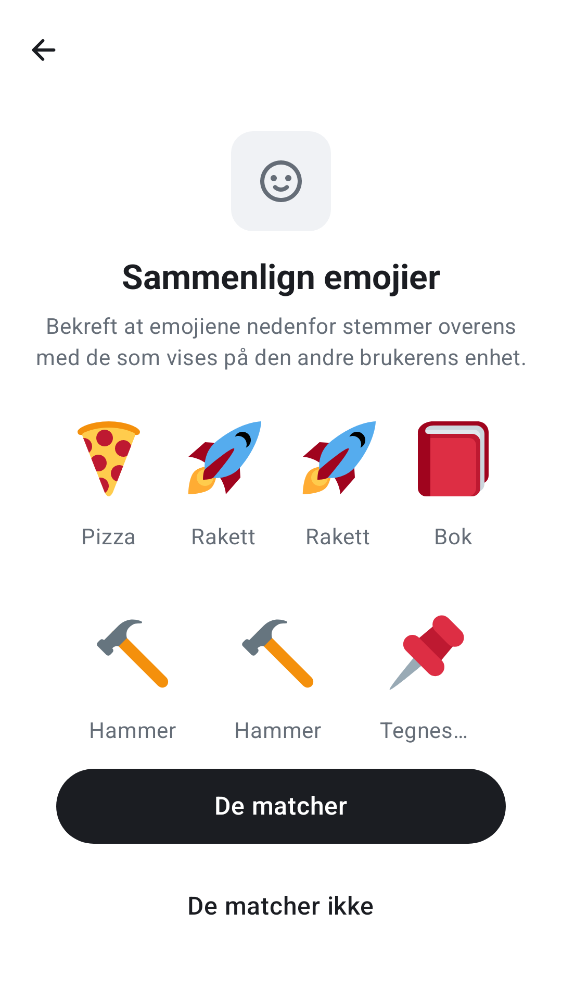 Sammenlign emojier
Bekreft at emojiene nedenfor stemmer overens
med de som vises på den andre brukerens enhet.
Pizza Rakett Rakett Bok
Hammer Hammer Tegnes…
De matcher
De matcher ikke